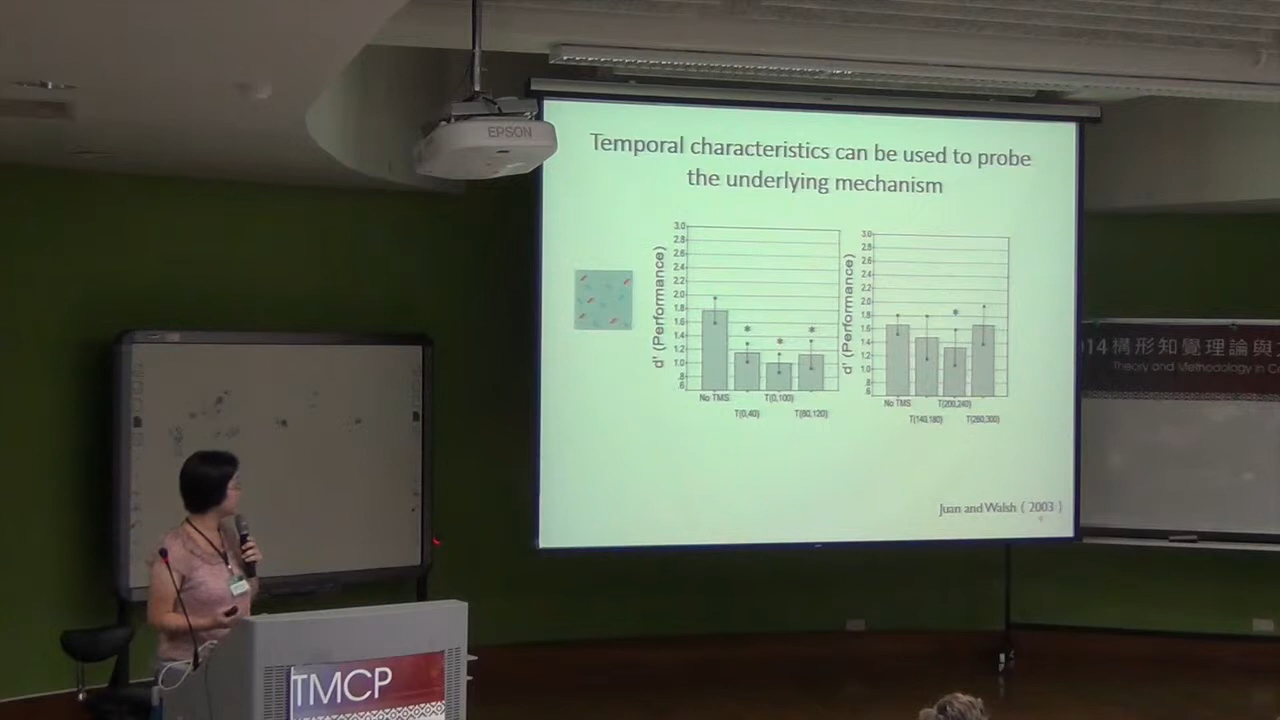 EPSON
Temporal characteristics can be used to probe
the underlying mechanism
d' (Performance)
3.0
2.8
2.6
2.4
2.2
2.0
1.8
1.6
1.4
1.2
1.0
.8
.6
No TMS
T(0,100)
T(0,40)
T(80,120)
d' (Performance)
3.0
2.8
2.6
2.4
2.2
2.0
1.8
1.6
1.4
1.2
1.0
.8
.6
No TMS
T(200,240)
T(140,180)
T(260,300)
Juan and Walsh ( 2003 )
14構形知覺理論與
Theory and Methodology in
TMCP